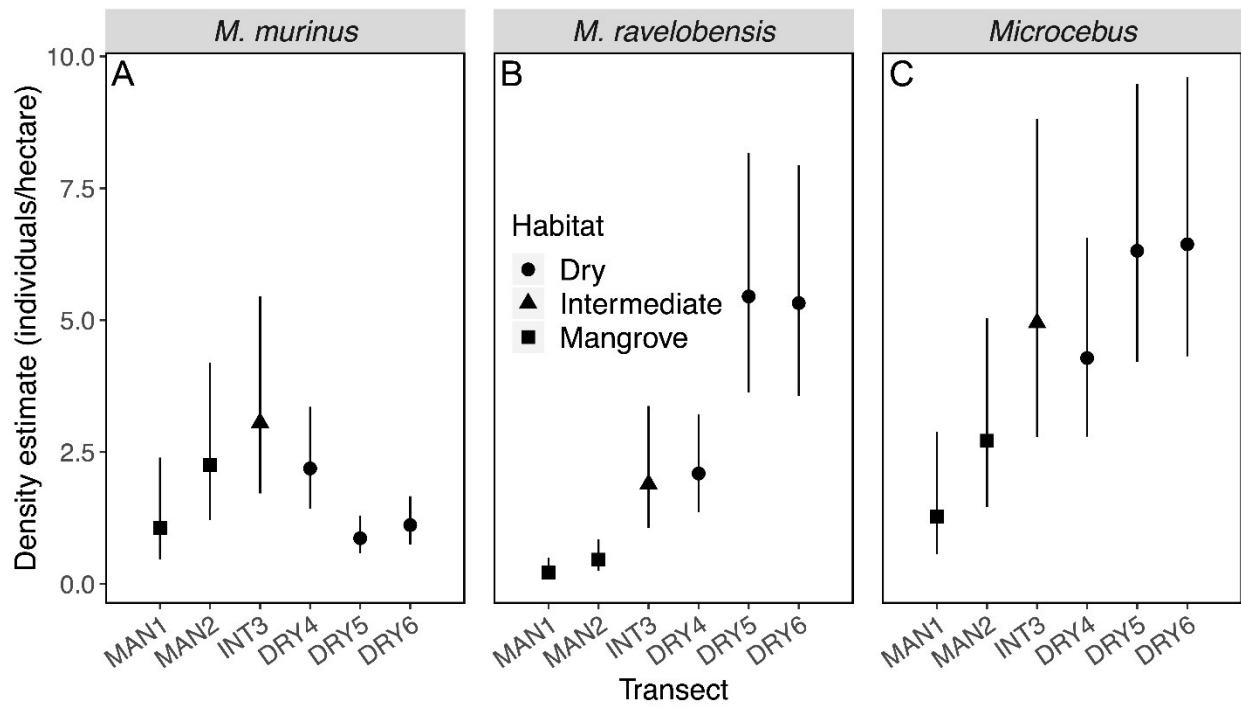 M. murinus
M. ravelobensis
Microcebus
Density estimate (individuals/hectare)
10.0
7.5
5.0
2.5
0.0
A
B
C
Habitat
Dry
Intermediate
Mangrove
MAN1
MAN2
INT3
DRY4
DRY5
DRY6
MAN1
MAN2
INT3
DRY4
DRY5
DRY6
MAN1
MAN2
INT3
DRY4
DRY5
DRY6
Transect